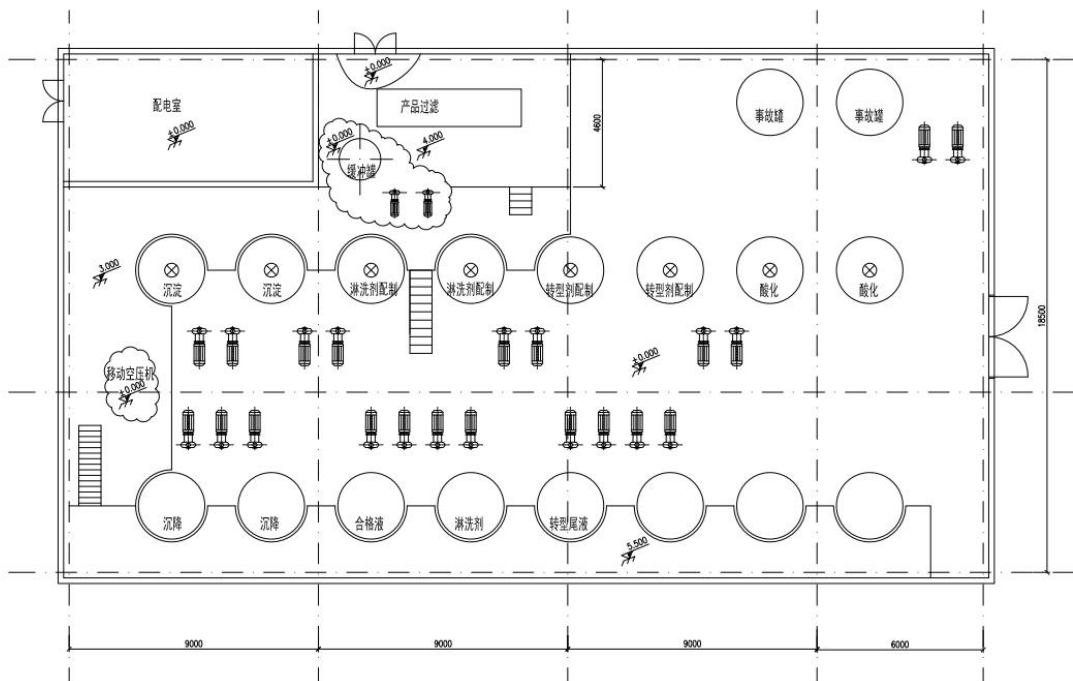 ±0.000
配电室
产品过滤
事故罐
事故罐
±0.000
±0.000
4.000
4600
缓冲罐
3.000
沉淀
沉淀
淋洗剂配制
淋洗剂配制
转型剂配制
转型剂配制
酸化
酸化
18500
移动空压机
±0.000
±0.000
沉降
沉降
合格液
淋洗剂
转型尾液
5.500
9000
9000
9000
6000